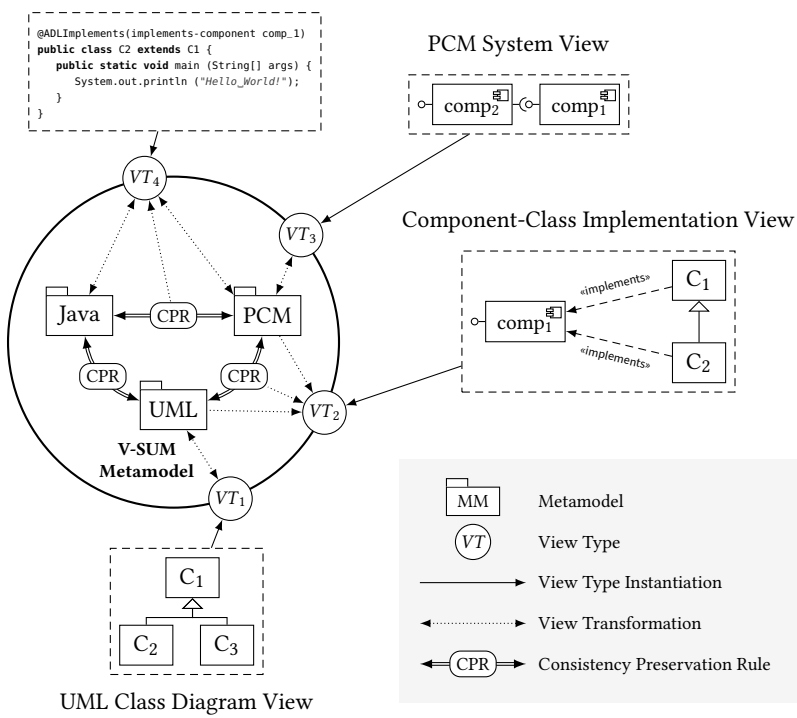 @ADLImplements(implements-component comp_1)
public class C2 extends C1 {
public static void main (String[] args) {
System.out.println ("Hello_World!");
}
}
PCM System View
comp2
comp1
VT4
VT3
Component-Class Implementation View
Java
CPR
PCM
comp1
«implements»
«implements»
C1
C2
CPR
CPR
UML
VT2
V-SUM
Metamodel
VT1
C1
C2
C3
UML Class Diagram View
MM
Metamodel
VT
View Type
View Type Instantiation
View Transformation
CPR
Consistency Preservation Rule